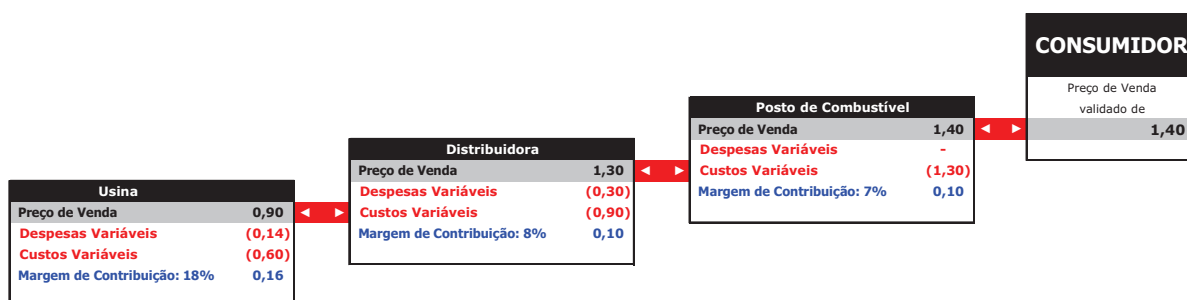 Usina
Preço de Venda 0,90
Despesas Variáveis (0,14)
Custos Variáveis (0,60)
Margem de Contribuição: 18% 0,16
Distribuidora
Preço de Venda 1,30
Despesas Variáveis (0,30)
Custos Variáveis (0,90)
Margem de Contribuição: 8% 0,10
Posto de Combustível
Preço de Venda 1,40
Despesas Variáveis -
Custos Variáveis (1,30)
Margem de Contribuição: 7% 0,10
CONSUMIDOR
Preço de Venda
validado de
1,40